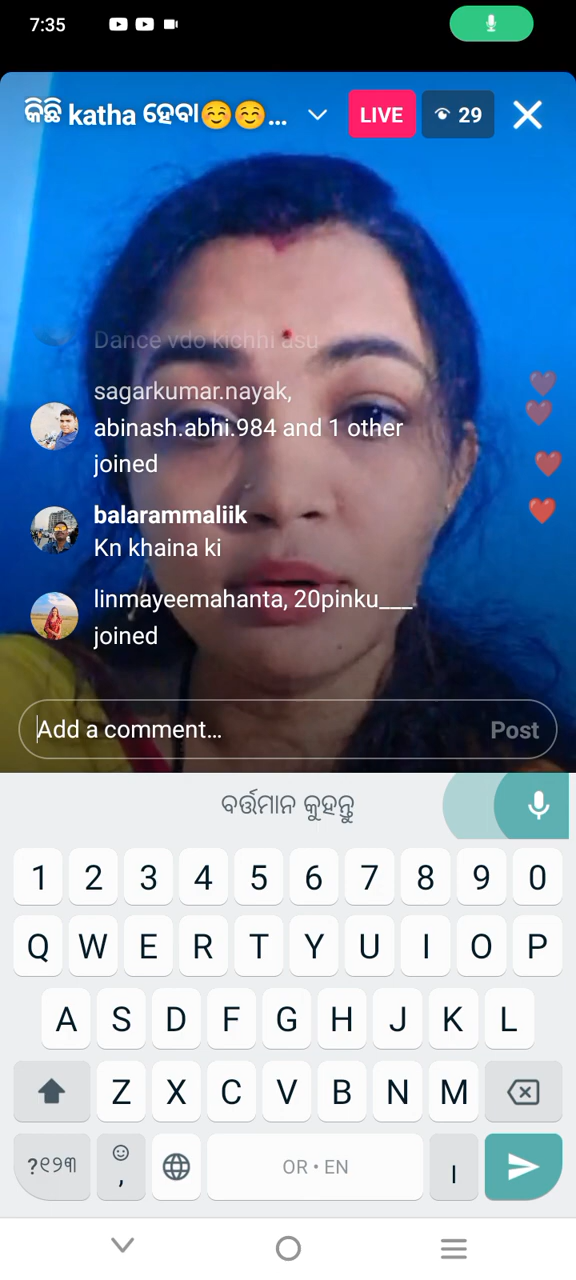 7:35
କିଛି katha ହେବା☺️☺️...
LIVE
29
Dance vdo kichhi asu
sagarkumar.nayak,
abinash.abhi.984 and 1 other
joined
balarammaliik
Kn khaina ki
linmayeemahanta, 20pinku___
joined
Add a comment...
Post
ବର୍ତ୍ତମାନ କୁହନ୍ତୁ
1 2 3 4 5 6 7 8 9 0
Q W E R T Y U I O P
A S D F G H J K L
Z X C V B N M
?୧୨୩ , OR • EN ।